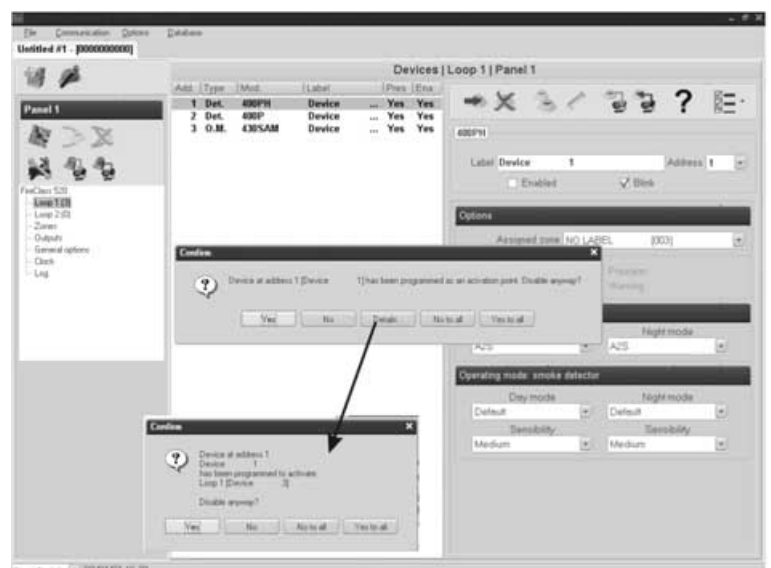 File Communication Options Database
Untitled #1 - [0000000000]
Devices | Loop 1 | Panel 1
Panel 1
FireClass 520
Loop 1 (3)
Loop 2 (0)
Zones
Outputs
General options
Clock
Log
Add. Type Mod. Label Pres Ena
1 Det. 400PH Device ... Yes Yes
2 Det. 400P Device ... Yes Yes
3 O.M. 430SAM Device ... Yes Yes
?
400PH
Label Device 1 Address 1
Enabled Blink
Options
Assigned zone NO LABEL (003)
Warning
Night mode
A2S A2S
Operating mode: smoke detector
Day mode Night mode
Default Default
Sensibility Sensibility
Medium Medium
Confirm
Device at address 1 [Device 1] has been programmed as an activation point. Disable anyway?
Yes No Details No to all Yes to all
Confirm
Device at address 1
Device 1
has been programmed to activate:
Loop 1 [Device 3]
Disable anyway?
Yes No No to all Yes to all